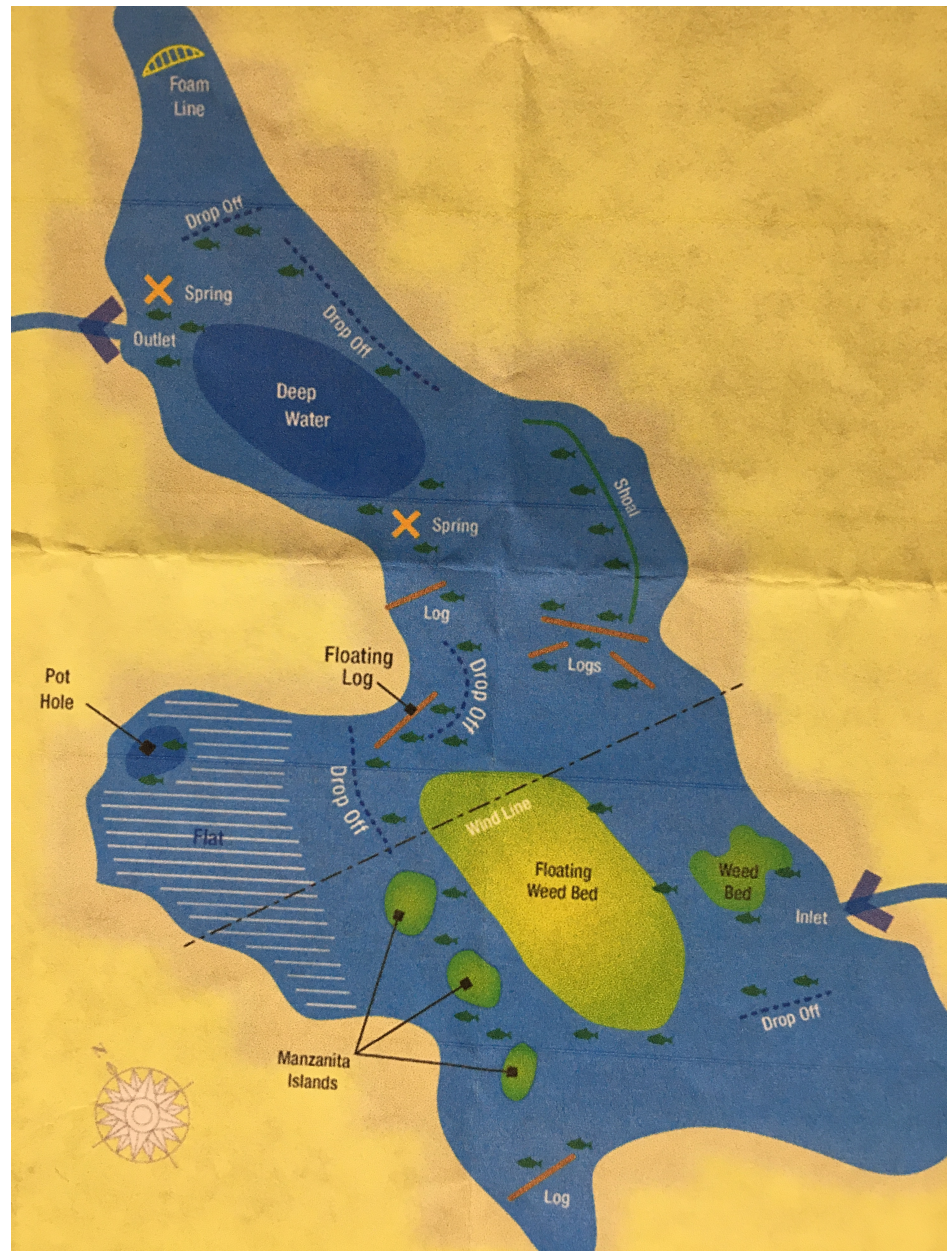 Foam
Line
Drop Off
Spring
Outlet
Drop Off
Deep
Water
Shoal
Spring
Log
Floating
Log
Logs
Drop Off
Pot
Hole
Drop Off
Flat
Wind Line
Floating
Weed Bed
Weed
Bed
Inlet
Drop Off
Manzanita
Islands
N
Log